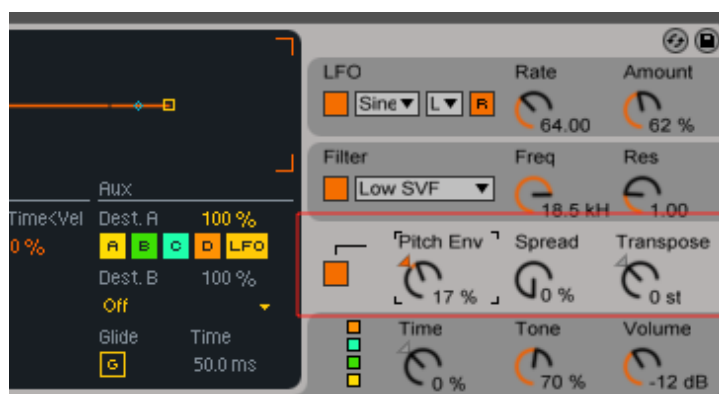 LFO Rate Amount
Sine L R 64.00 62 %
Filter Freq Res
Low SVF 18.5 kH 1.00
Aux
Time<Vel Dest. A 100 %
0 % A B C D LFO
Pitch Env Spread Transpose
17 % 0 % 0 st
Dest. B 100 %
Off
Glide Time
G 50.0 ms
Time Tone Volume
0 % 70 % -12 dB